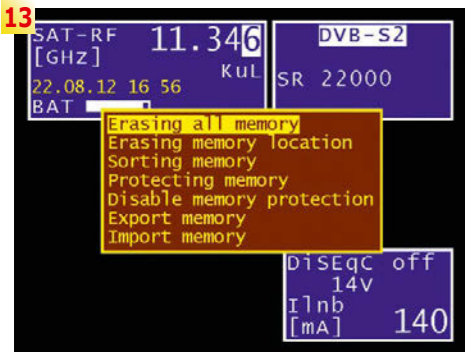 13
SAT-RF 11.346
[GHz]
KuL
22.08.12 16 56
BAT
DVB-S2
SR 22000
Erasing all memory
Erasing memory location
Sorting memory
Protecting memory
Disable memory protection
Export memory
Import memory
DiSEqC off
14V
Ilnb
[mA] 140